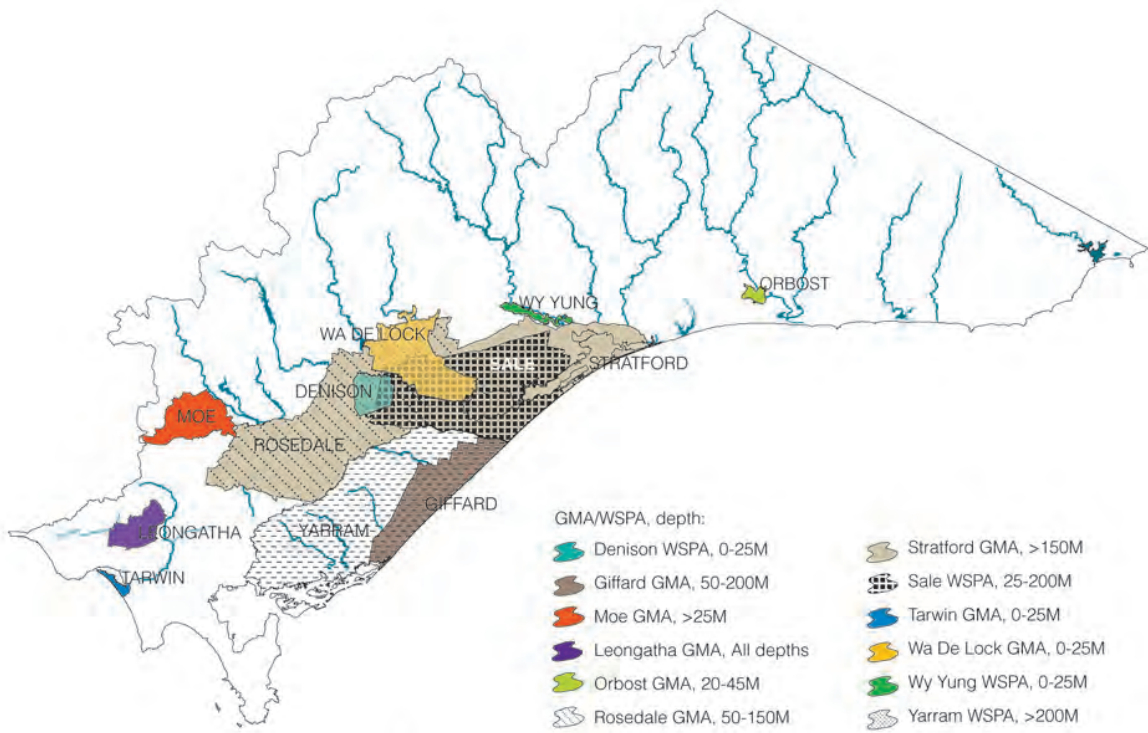 ORBOST
WY YUNG
WA DE LOCK
SALE
STRATFORD
DENISON
MOE
ROSEDALE
GIFFARD
YARRAM
LEONGATHA
TARWIN
GMA/WSPA, depth:
Denison WSPA, 0-25M
Giffard GMA, 50-200M
Moe GMA, >25M
Leongatha GMA, All depths
Orbost GMA, 20-45M
Rosedale GMA, 50-150M
Stratford GMA, >150M
Sale WSPA, 25-200M
Tarwin GMA, 0-25M
Wa De Lock GMA, 0-25M
Wy Yung WSPA, 0-25M
Yarram WSPA, >200M